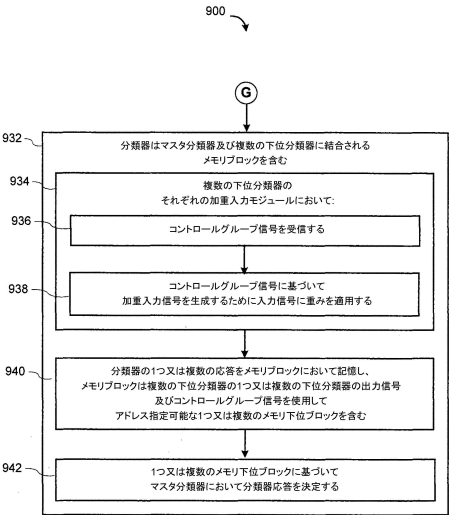 900
G
932
分類器はマスタ分類器及び複数の下位分類器に結合される
メモリブロックを含む
934
複数の下位分類器の
それぞれの加重入力モジュールにおいて:
936
コントロールグループ信号を受信する
938
コントロールグループ信号に基づいて
加重入力信号を生成するために入力信号に重みを適用する
940
分類器の1つ又は複数の応答をメモリブロックにおいて記憶し、
メモリブロックは複数の下位分類器の1つ又は複数の下位分類器の出力信号
及びコントロールグループ信号を使用して
アドレス指定可能な1つ又は複数のメモリ下位ブロックを含む
942
1つ又は複数のメモリ下位ブロックに基づいて
マスタ分類器において分類器応答を決定する